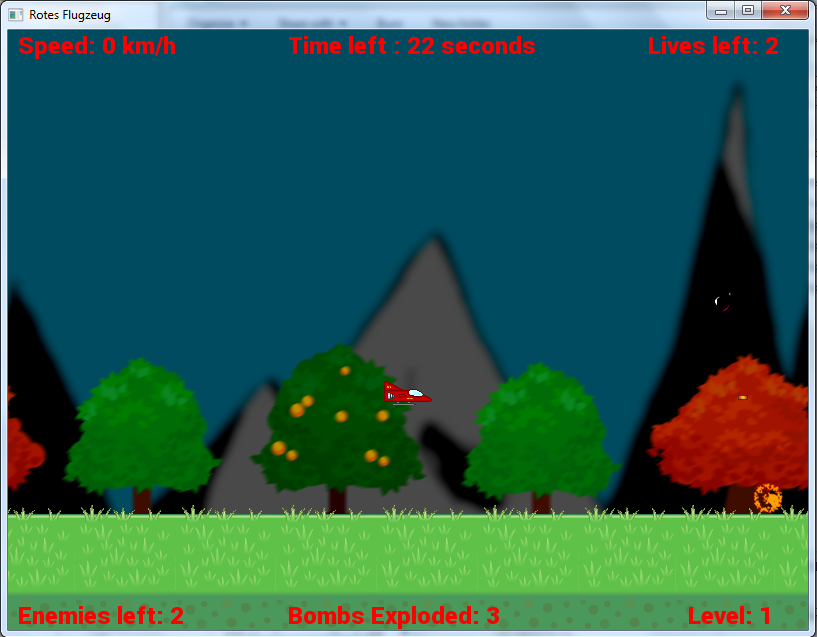 Rotes Flugzeug
Speed: 0 km/h
Time left : 22 seconds
Lives left: 2
Enemies left: 2
Bombs Exploded: 3
Level: 1